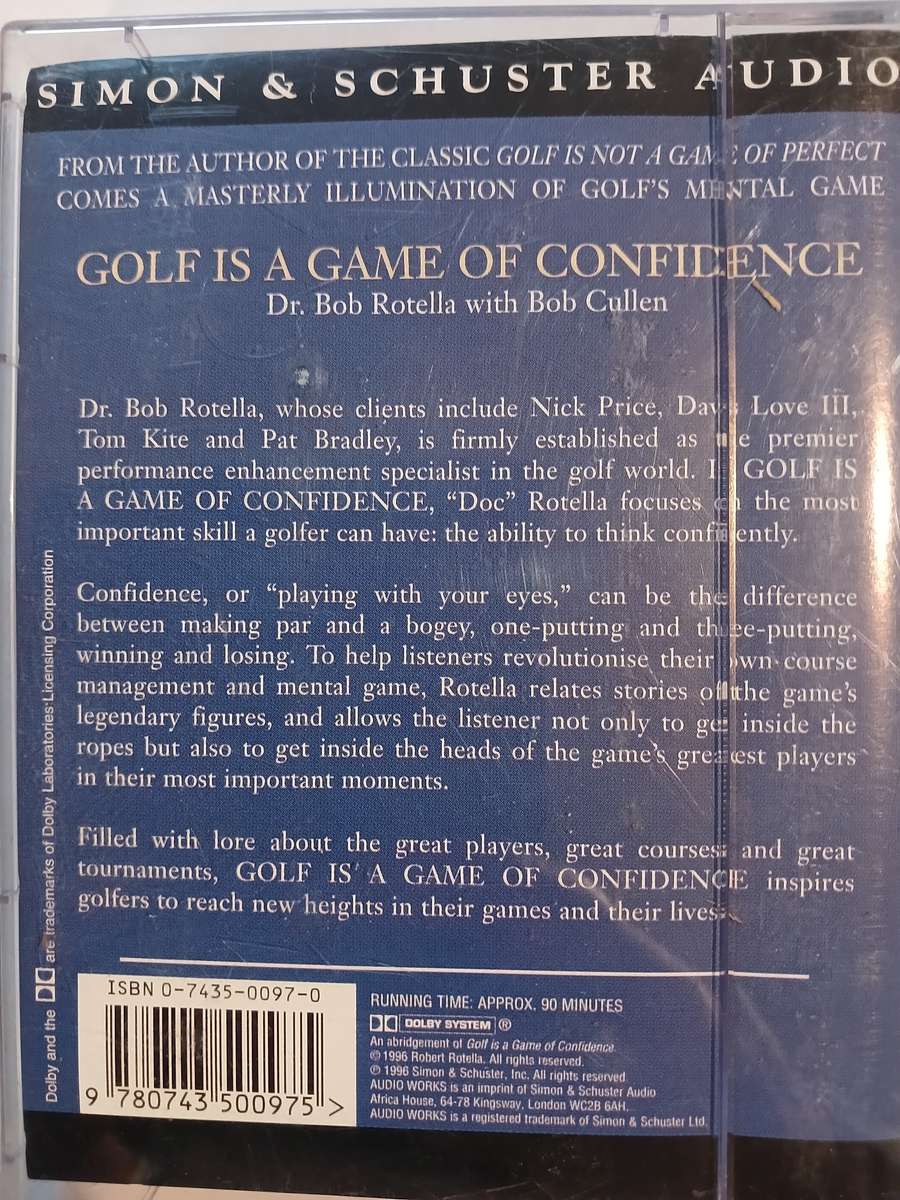 SIMON & SCHUSTER AUDIO
FROM THE AUTHOR OF THE CLASSIC GOLF IS NOT A GAME OF PERFECT
COMES A MASTERLY ILLUMINATION OF GOLF'S MENTAL GAME
GOLF IS A GAME OF CONFIDENCE
Dr. Bob Rotella with Bob Cullen
Dr. Bob Rotella, whose clients include Nick Price, Davis Love III,
Tom Kite and Pat Bradley, is firmly established as the premier
performance enhancement specialist in the golf world. In GOLF IS
A GAME OF CONFIDENCE, “Doc” Rotella focuses on the most
important skill a golfer can have: the ability to think confidently.
Confidence, or “playing with your eyes,” can be the difference
between making par and a bogey, one-putting and three-putting,
winning and losing. To help listeners revolutionise their own course
management and mental game, Rotella relates stories of the game's
legendary figures, and allows the listener not only to get inside the
ropes but also to get inside the heads of the game's greatest players
in their most important moments.
Filled with lore about the great players, great courses and great
tournaments, GOLF IS A GAME OF CONFIDENCE inspires
golfers to reach new heights in their games and their lives.
Dolby and the DD are trademarks of Dolby Laboratories Licensing Corporation
ISBN 0-7435-0097-0
9 780743 500975 >
RUNNING TIME: APPROX. 90 MINUTES
DOLBY SYSTEM ®
An abridgement of Golf is a Game of Confidence.
© 1996 Robert Rotella. All rights reserved.
℗ 1996 Simon & Schuster, Inc. All rights reserved.
AUDIO WORKS is an imprint of Simon & Schuster Audio
Africa House, 64-78 Kingsway, London WC2B 6AH.
AUDIO WORKS is a registered trademark of Simon & Schuster Ltd.